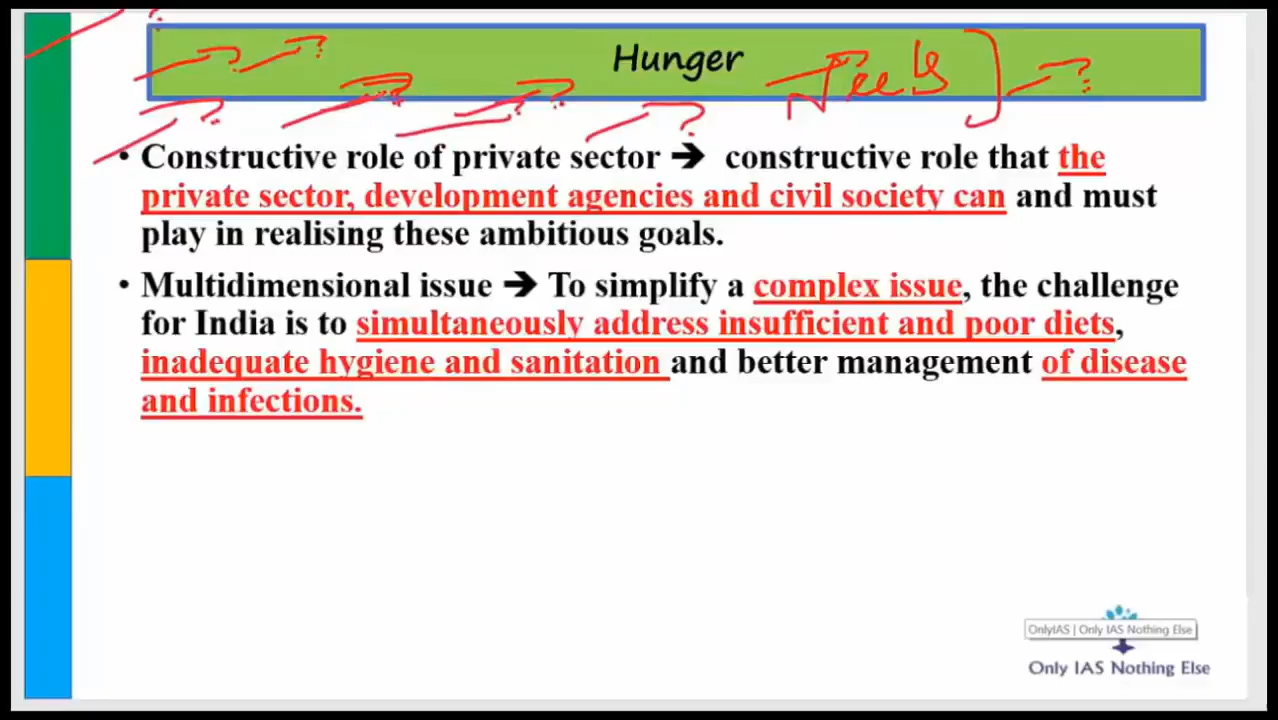 Hunger
• Constructive role of private sector ➔ constructive role that the
private sector, development agencies and civil society can and must
play in realising these ambitious goals.
• Multidimensional issue ➔ To simplify a complex issue, the challenge
for India is to simultaneously address insufficient and poor diets,
inadequate hygiene and sanitation and better management of disease
and infections.
OnlyIAS | Only IAS Nothing Else
Only IAS Nothing Else